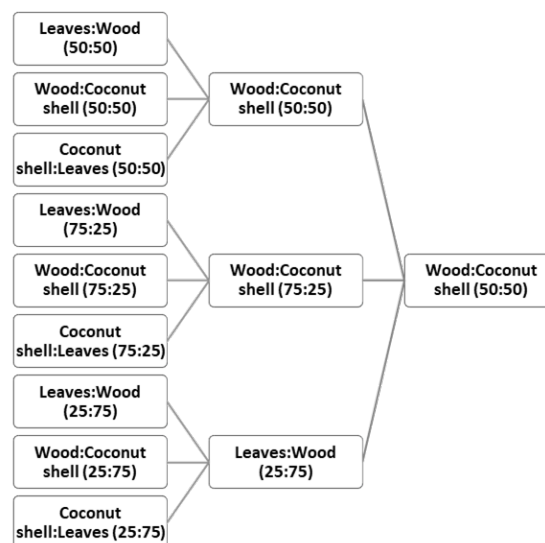 Leaves:Wood
(50:50)
Wood:Coconut
shell (50:50)
Coconut
shell:Leaves (50:50)
Leaves:Wood
(75:25)
Wood:Coconut
shell (75:25)
Coconut
shell:Leaves (75:25)
Leaves:Wood
(25:75)
Wood:Coconut
shell (25:75)
Coconut
shell:Leaves (25:75)
Wood:Coconut
shell (50:50)
Wood:Coconut
shell (75:25)
Leaves:Wood
(25:75)
Wood:Coconut
shell (50:50)